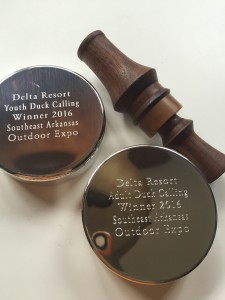 Delta Resort
Youth Duck Calling
Winner 2016
Southeast Arkansas
Outdoor Expo
Delta Resort
Adult Duck Calling
Winner 2016
Southeast Arkansas
Outdoor Expo